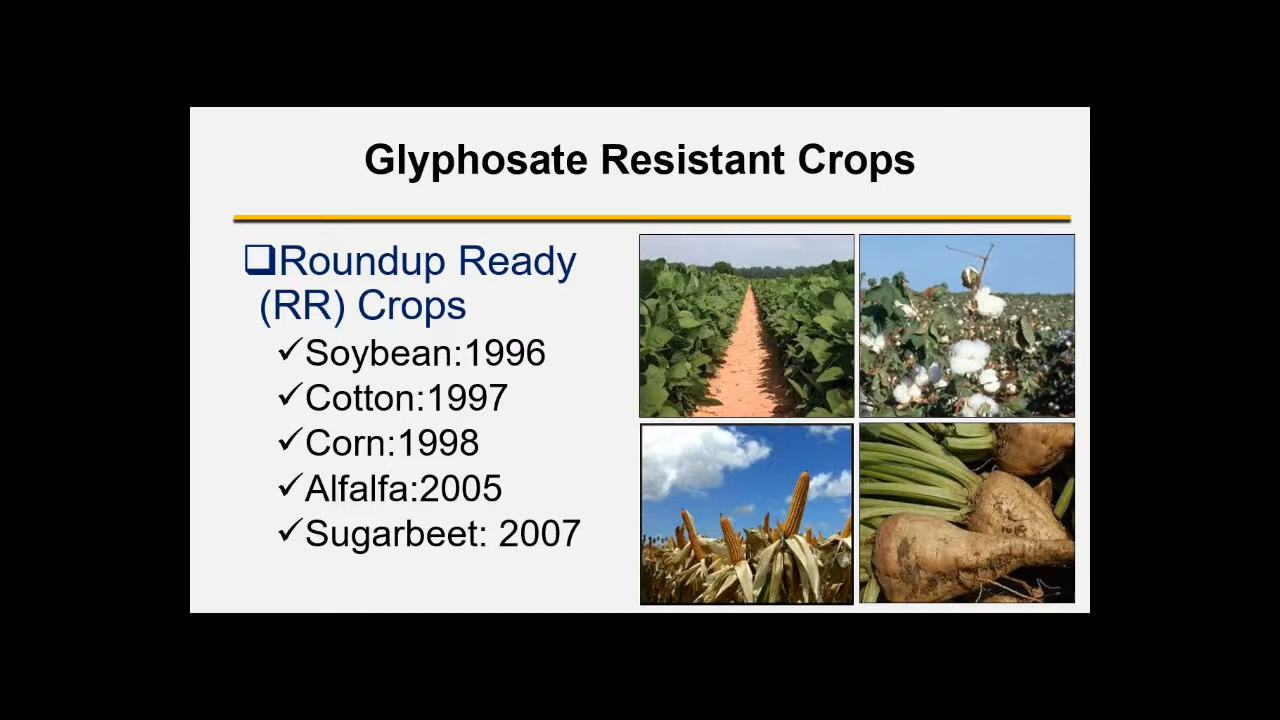 Glyphosate Resistant Crops
❑Roundup Ready
(RR) Crops
✓Soybean:1996
✓Cotton:1997
✓Corn:1998
✓Alfalfa:2005
✓Sugarbeet: 2007